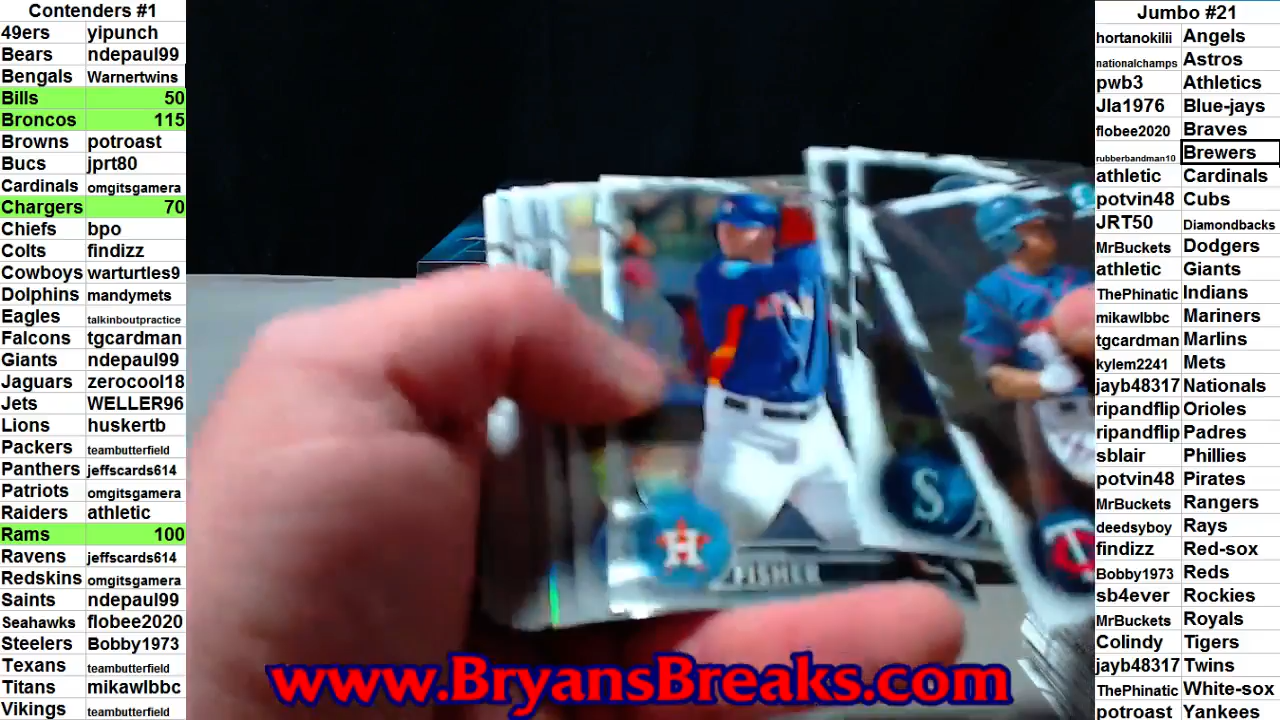 Contenders #1
49ers yipunch
Bears ndepaul99
Bengals Warnertwins
Bills 50
Broncos 115
Browns potroast
Bucs jprt80
Cardinals omgitsgamera
Chargers 70
Chiefs bpo
Colts findizz
Cowboys warturtles9
Dolphins mandymets
Eagles talkinboutpractice
Falcons tgcardman
Giants ndepaul99
Jaguars zerocool18
Jets WELLER96
Lions huskertb
Packers teambutterfield
Panthers jeffscards614
Patriots omgitsgamera
Raiders athletic
Rams 100
Ravens jeffscards614
Redskins omgitsgamera
Saints ndepaul99
Seahawks flobee2020
Steelers Bobby1973
Texans teambutterfield
Titans mikawlbbc
Vikings teambutterfield
S
H
FISHER
www.BryansBreaks.com
Jumbo #21
hortanokilii Angels
nationalchamps Astros
pwb3 Athletics
Jla1976 Blue-jays
flobee2020 Braves
rubberbandman10 Brewers
athletic Cardinals
potvin48 Cubs
JRT50 Diamondbacks
MrBuckets Dodgers
athletic Giants
ThePhinatic Indians
mikawlbbc Mariners
tgcardman Marlins
kylem2241 Mets
jayb48317 Nationals
ripandflip Orioles
ripandflip Padres
sblair Phillies
potvin48 Pirates
MrBuckets Rangers
deedsyboy Rays
findizz Red-sox
Bobby1973 Reds
sb4ever Rockies
MrBuckets Royals
Colindy Tigers
jayb48317 Twins
ThePhinatic White-sox
potroast Yankees